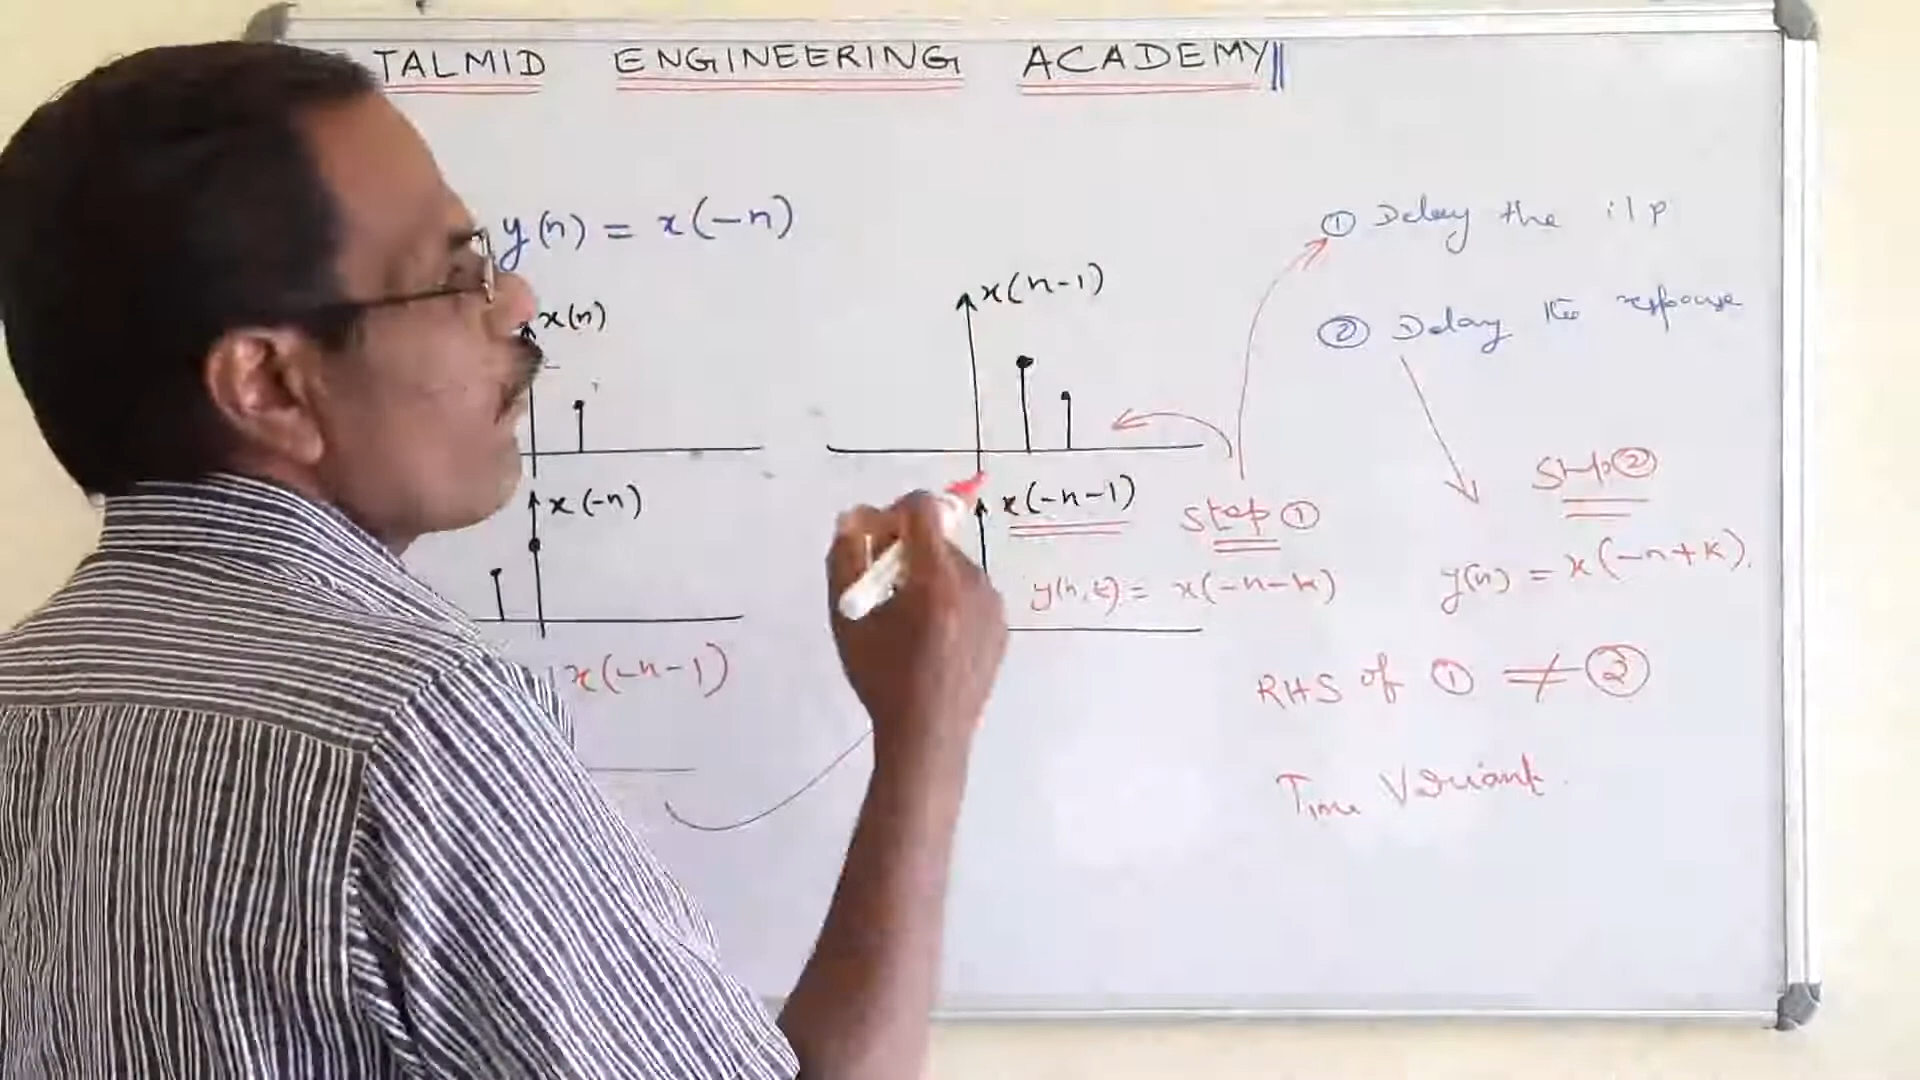 TALMID ENGINEERING ACADEMY
y(n) = x(-n)
x(n)
x(-n)
x(-n-1)
x(n-1)
x(-n-1)
Step ①
y(n,k) = x(-n-k)
① Delay the i/p
② Delay the response
Step ②
y(n) = x(-n+k).
RHS of ① ≠ ②
Time Variant.